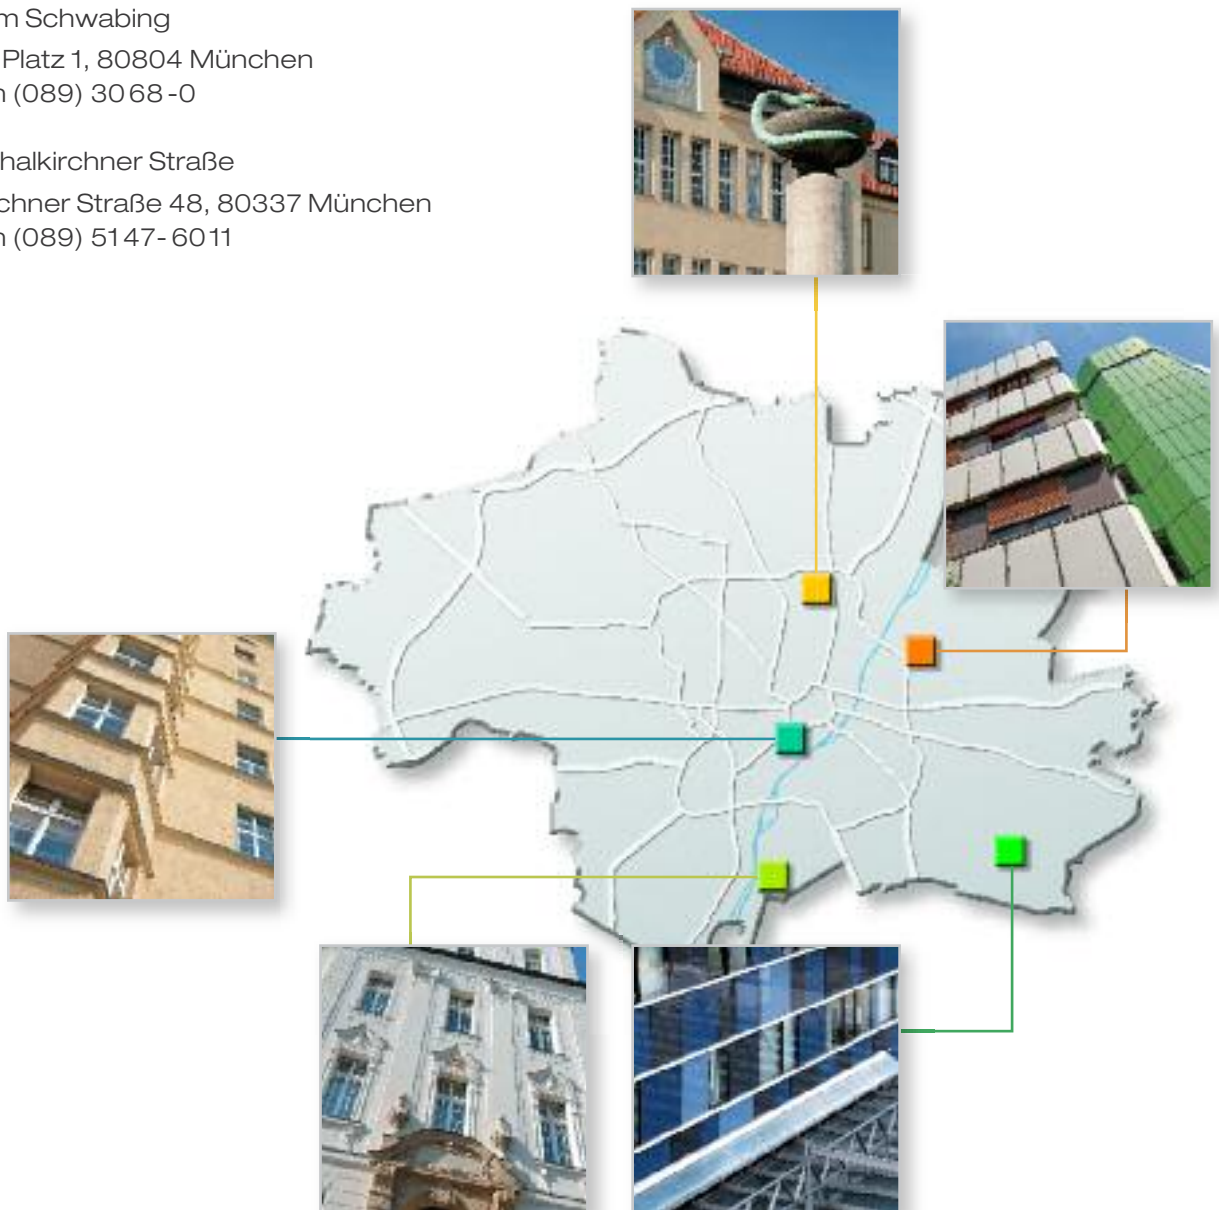 m Schwabing
Platz 1, 80804 München
n (089) 3068-0
halkirchner Straße
chner Straße 48, 80337 München
n (089) 5147-6011